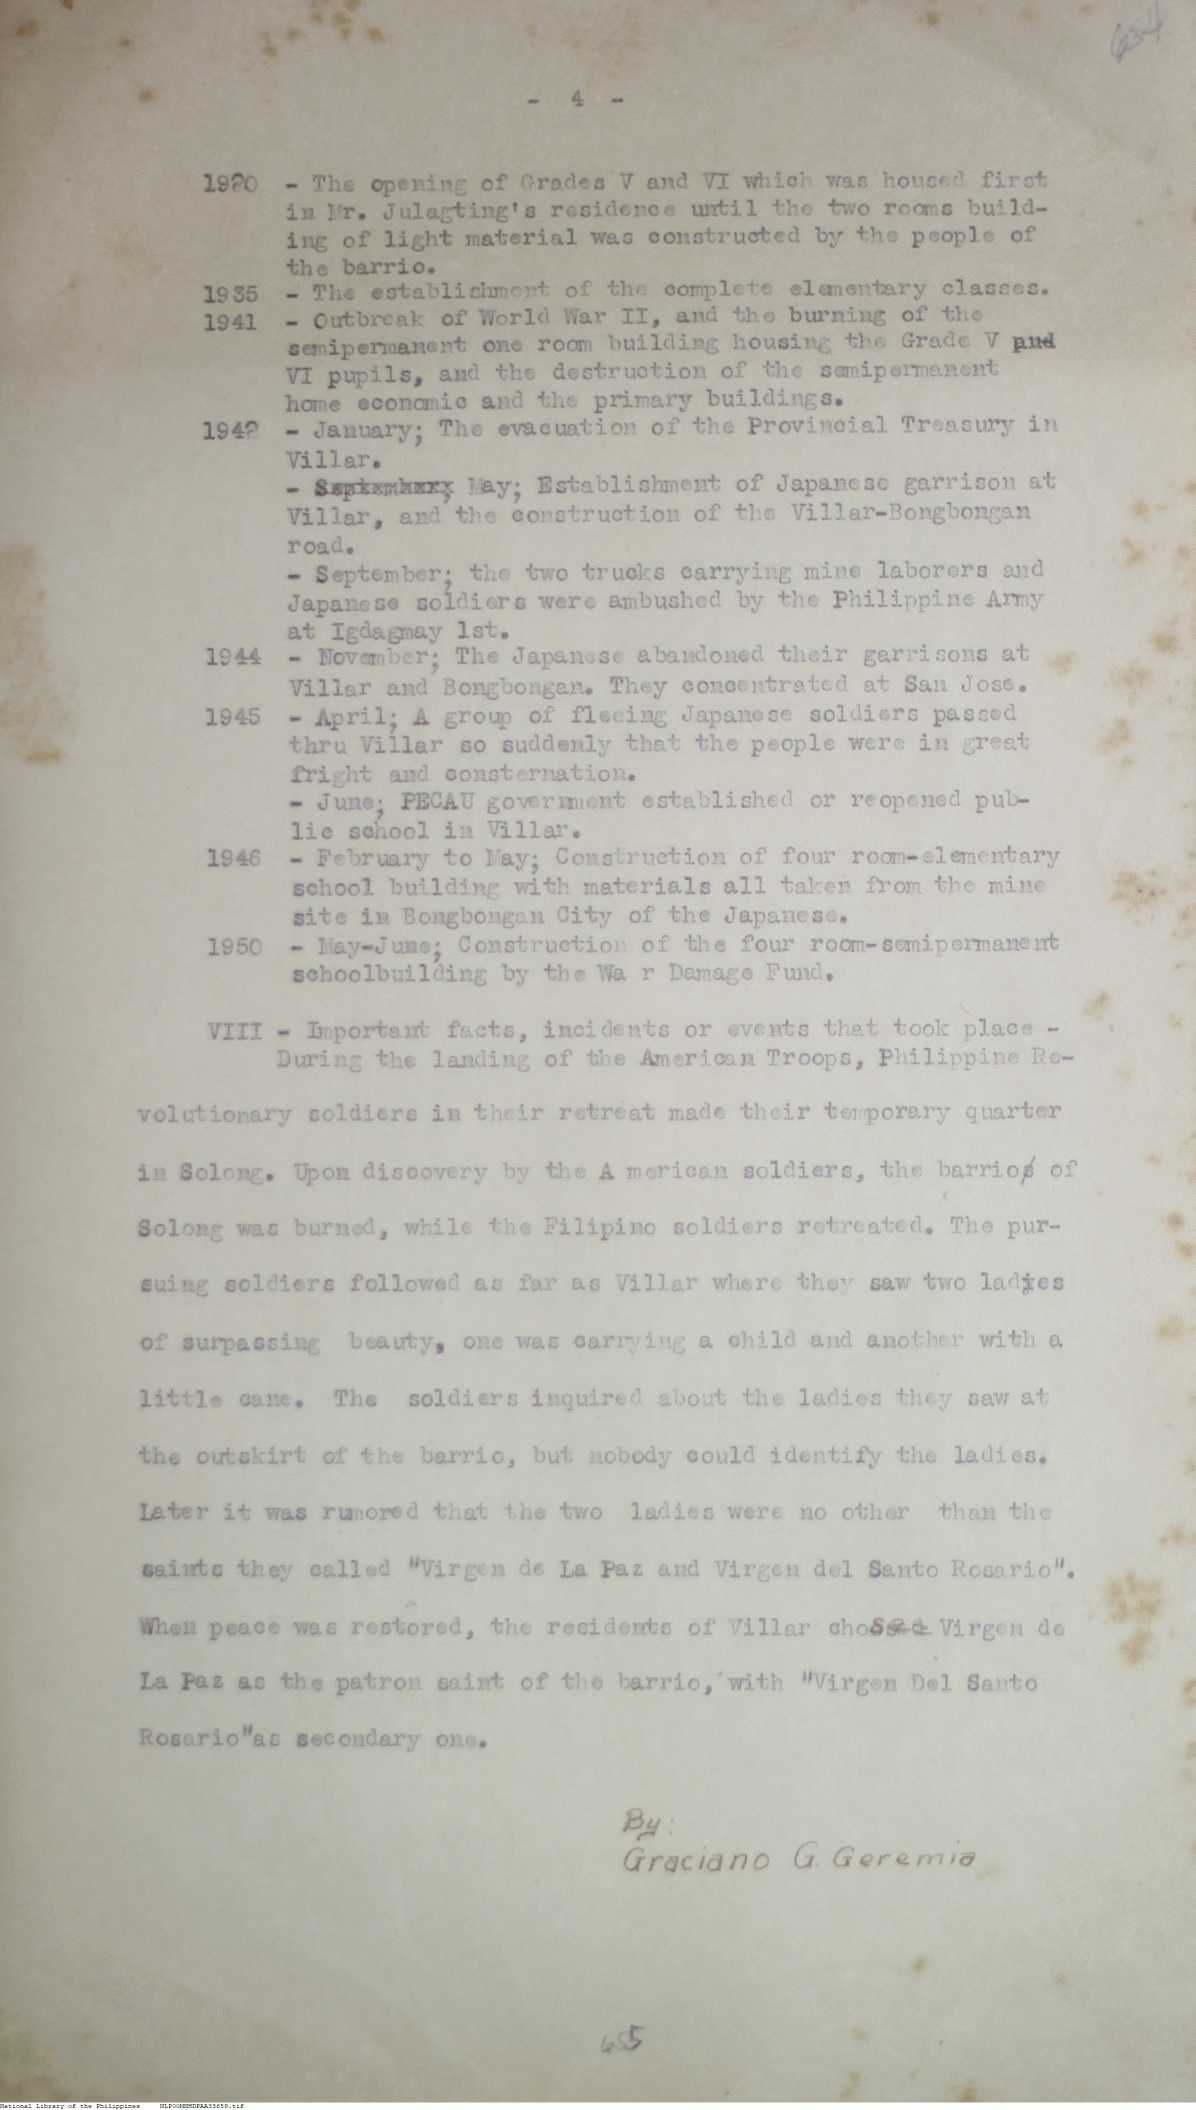 634
- 4 -
1920 - The opening of Grades V and VI which was housed first
in Mr. Julagting's residence until the two rooms build-
ing of light material was constructed by the people of
the barrio.
1935 - The establishment of the complete elementary classes.
1941 - Outbreak of World War II, and the burning of the
semipermanent one room building housing the Grade V and
VI pupils, and the destruction of the semipermanent
home economic and the primary buildings.
1942 - January; The evacuation of the Provincial Treasury in
Villar.
- May; Establishment of Japanese garrison at
Villar, and the construction of the Villar-Bongbongan
road.
- September; the two trucks carrying mine laborers and
Japanese soldiers were ambushed by the Philippine Army
at Igdagmay 1st.
1944 - November; The Japanese abandoned their garrisons at
Villar and Bongbongan. They concentrated at San Jose.
1945 - April; A group of fleeing Japanese soldiers passed
thru Villar so suddenly that the people were in great
fright and consternation.
- June; PECAU government established or reopened pub-
lic school in Villar.
1946 - February to May; Construction of four room-elementary
school building with materials all taken from the mine
site in Bongbongan City of the Japanese.
1950 - May-June; Construction of the four room-semipermanent
schoolbuilding by the Wa r Damage Fund.
VIII - Important facts, incidents or events that took place -
During the landing of the American Troops, Philippine Re-
volutionary soldiers in their retreat made their temporary quarter
in Solong. Upon discovery by the A merican soldiers, the barrio of
Solong was burned, while the Filipino soldiers retreated. The pur-
suing soldiers followed as far as Villar where they saw two ladies
of surpassing beauty, one was carrying a child and another with a
little cane. The soldiers inquired about the ladies they saw at
the outskirt of the barrio, but nobody could identify the ladies.
Later it was rumored that the two ladies were no other than the
saints they called "Virgen de La Paz and Virgen del Santo Rosario".
When peace was restored, the residents of Villar chose Virgen de
La Paz as the patron saint of the barrio, with "Virgen Del Santo
Rosario"as secondary one.
By:
Graciano G. Geremia
655
National Library of the Philippines